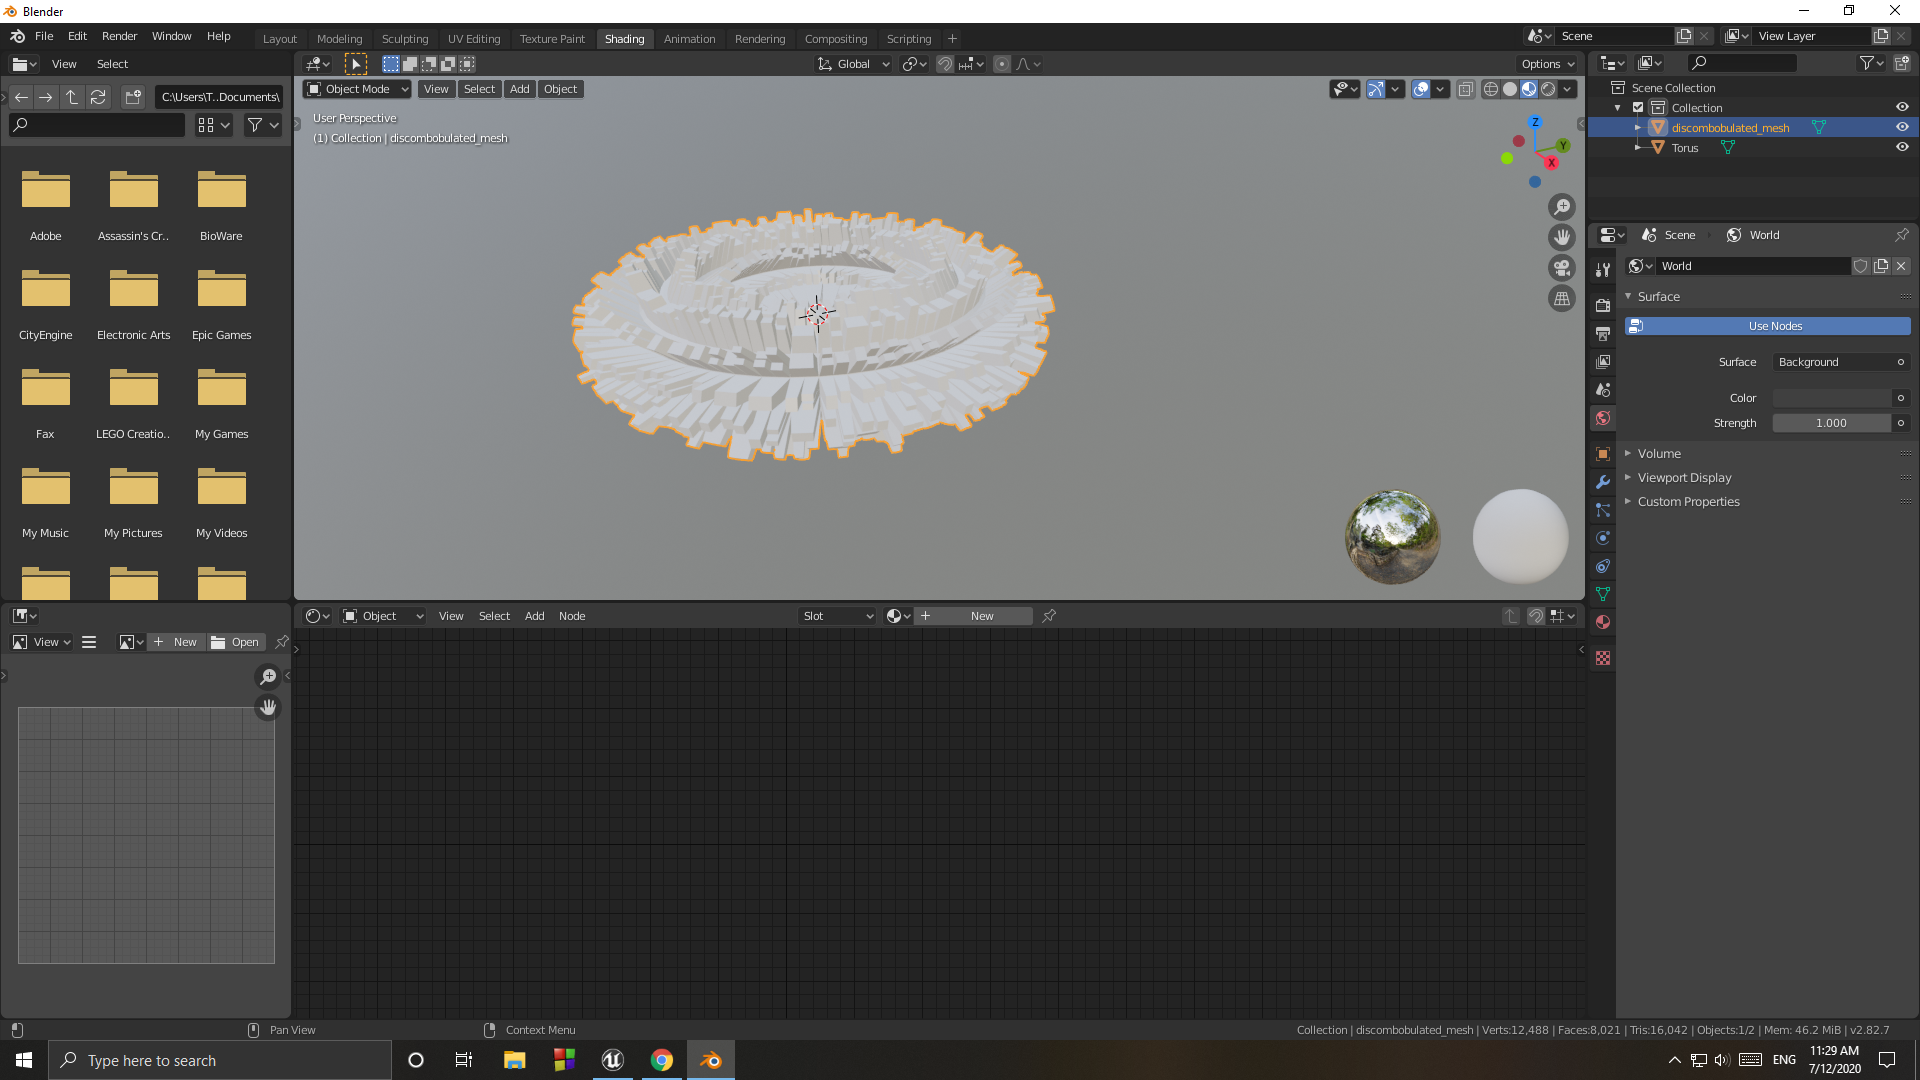 Blender
File Edit Render Window Help
Layout Modeling Sculpting UV Editing Texture Paint Shading Animation Rendering Compositing Scripting
Scene
View Layer
View Select
C:\Users\T..Documents\
Adobe Assassin's Cr.. BioWare
CityEngine Electronic Arts Epic Games
Fax LEGO Creatio.. My Games
My Music My Pictures My Videos
Global
Options
Object Mode View Select Add Object
User Perspective
(1) Collection | discombobulated_mesh
Z
Y
X
Scene Collection
Collection
discombobulated_mesh
Torus
Scene World
World
Surface
Use Nodes
Surface Background
Color
Strength 1.000
Volume
Viewport Display
Custom Properties
View New Open
Object View Select Add Node Slot New
Pan View Context Menu
Collection | discombobulated_mesh | Verts:12,488 | Faces:8,021 | Tris:16,042 | Objects:1/2 | Mem: 46.2 MiB | v2.82.7
Type here to search
ENG
11:29 AM
7/12/2020